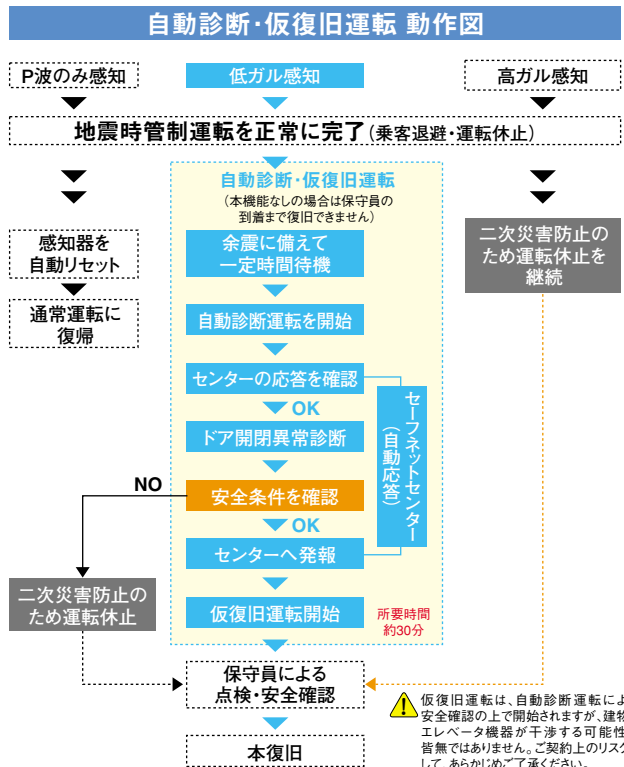 自動診断・仮復旧運転 動作図
P波のみ感知
低ガル感知
高ガル感知
地震時管制運転を正常に完了(乗客退避・運転休止)
自動診断・仮復旧運転
(本機能なしの場合は保守員の
到着まで復旧できません)
感知器を
自動リセット
通常運転に
復帰
余震に備えて
一定時間待機
自動診断運転を開始
センターの応答を確認
OK
ドア開閉異常診断
安全条件を確認
NO
OK
センターへ発報
仮復旧運転開始
セーフネットセンター
(自動応答)
所要時間
約30分
二次災害防止の
ため運転休止を
継続
二次災害防止の
ため運転休止
保守員による
点検・安全確認
本復旧
仮復旧運転は、自動診断運転によ
安全確認の上で開始されますが、建物
エレベータ機器が干渉する可能性
皆無ではありません。ご契約上のリスク
して、あらかじめご了承ください。